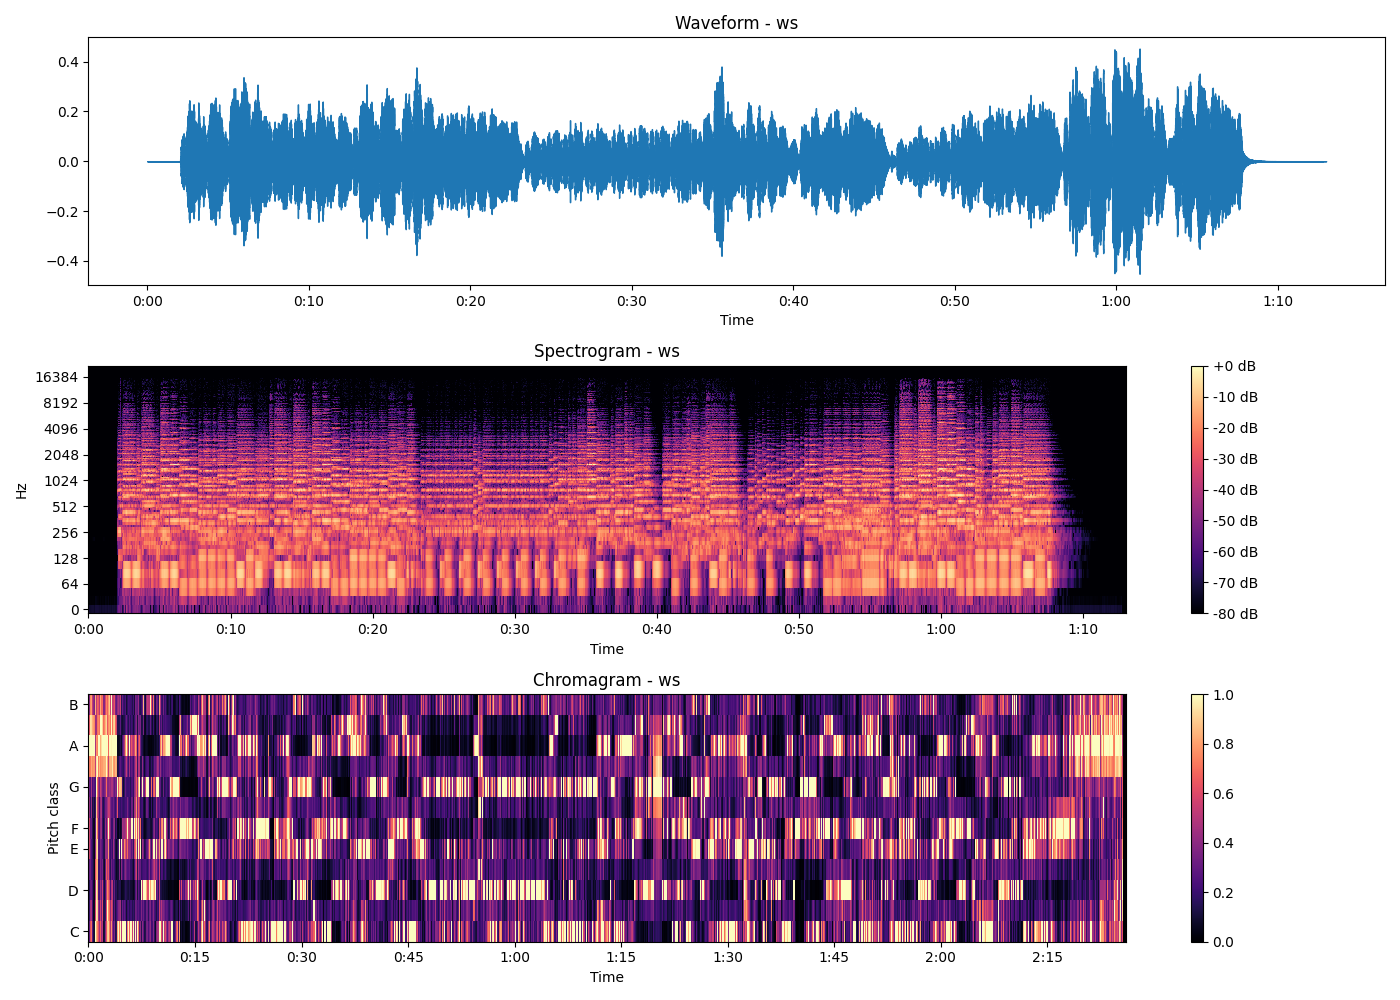 Waveform - ws
0.4
0.2
0.0
−0.2
−0.4
0:00 0:10 0:20 0:30 0:40 0:50 1:00 1:10
Time
Spectrogram - ws
Hz
16384
8192
4096
2048
1024
512
256
128
64
0
0:00 0:10 0:20 0:30 0:40 0:50 1:00 1:10
Time
+0 dB
-10 dB
-20 dB
-30 dB
-40 dB
-50 dB
-60 dB
-70 dB
-80 dB
Chromagram - ws
Pitch class
B
A
G
F
E
D
C
0:00 0:15 0:30 0:45 1:00 1:15 1:30 1:45 2:00 2:15
Time
1.0
0.8
0.6
0.4
0.2
0.0